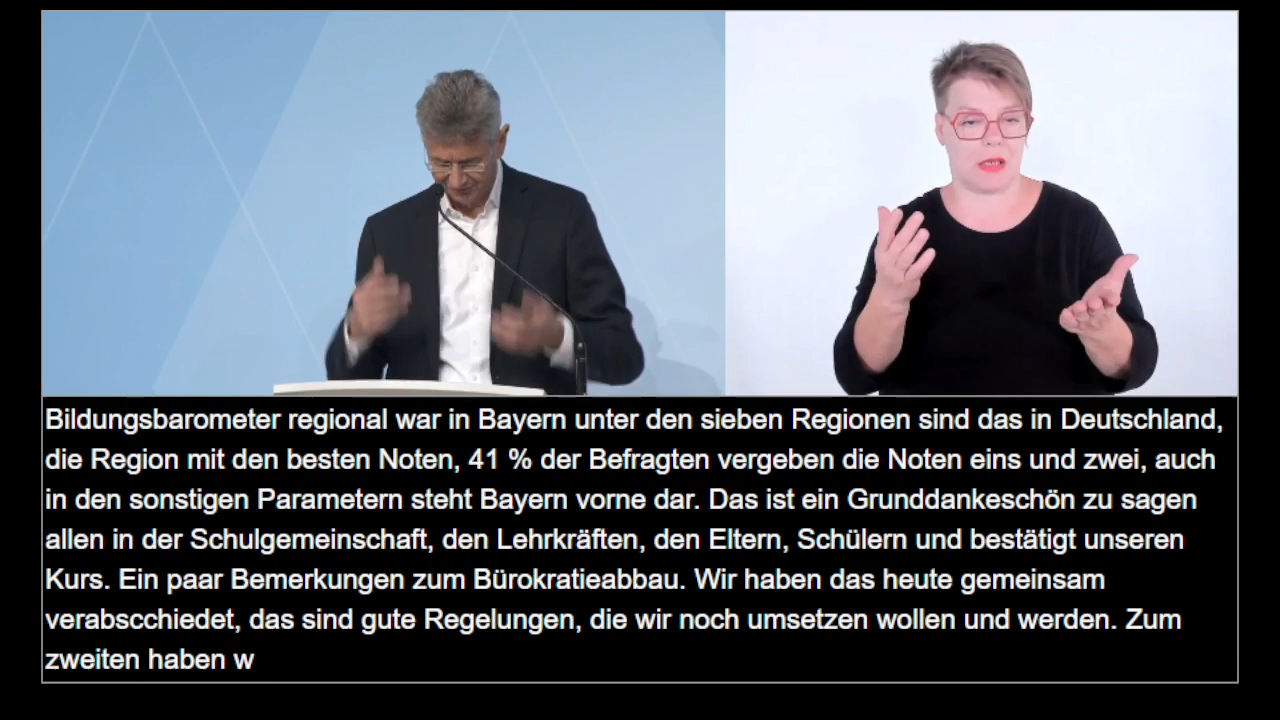 Bildungsbarometer regional war in Bayern unter den sieben Regionen sind das in Deutschland,
die Region mit den besten Noten, 41 % der Befragten vergeben die Noten eins und zwei, auch
in den sonstigen Parametern steht Bayern vorne dar. Das ist ein Grunddankeschön zu sagen
allen in der Schulgemeinschaft, den Lehrkräften, den Eltern, Schülern und bestätigt unseren
Kurs. Ein paar Bemerkungen zum Bürokratieabbau. Wir haben das heute gemeinsam
verabscchiedet, das sind gute Regelungen, die wir noch umsetzen wollen und werden. Zum
zweiten haben w